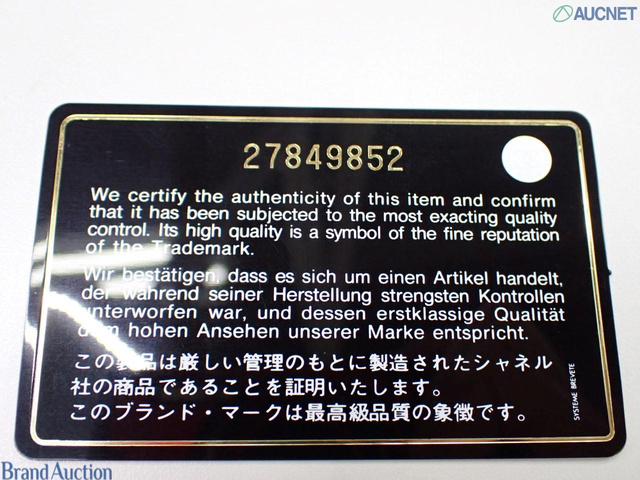 AUCNET
27849852
We certify the authenticity of this item and confirm
that it has been subjected to the most exacting quality
control. Its high quality is a symbol of the fine reputation
of the Trademark.
Wir bestätigen, dass es sich um einen Artikel handelt,
der während seiner Herstellung strengsten Kontrollen
unterworfen war, und dessen erstklassige Qualität
dem hohen Ansehen unserer Marke entspricht.
この製品は厳しい管理のもとに製造されたシャネル
社の商品であることを証明いたします。
このブランド・マークは最高級品質の象徴です。
SYSTEME BREVETE
Brand Auction